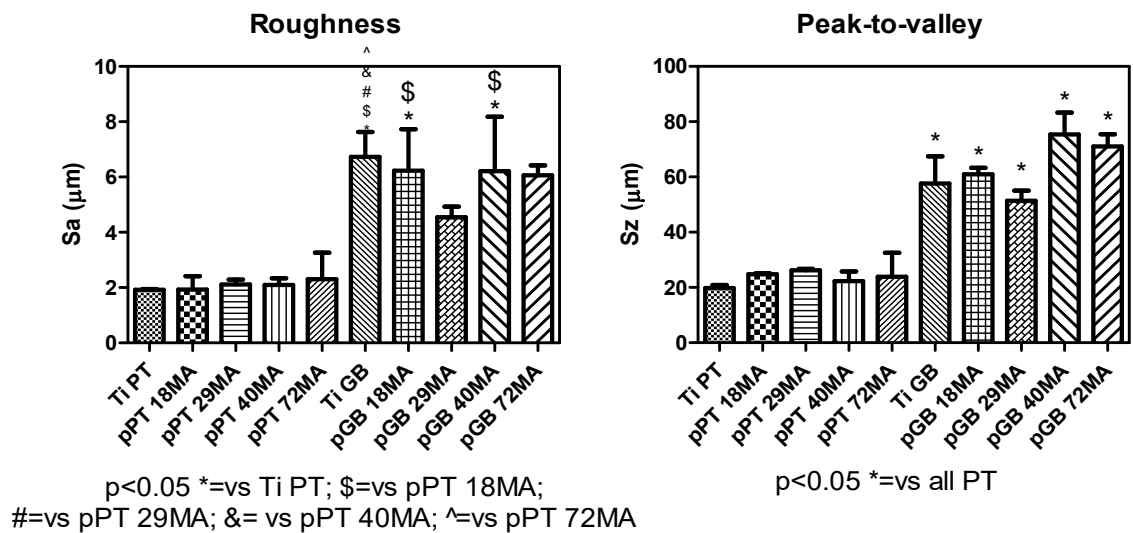 Roughness
10
8
6
4
2
0
Sa (μm)
^
&
#
$
*
$
*
$
*
Ti PT
pPT 18MA
pPT 29MA
pPT 40MA
pPT 72MA
Ti GB
pGB 18MA
pGB 29MA
pGB 40MA
pGB 72MA
p<0.05 *=vs Ti PT; $=vs pPT 18MA;
#=vs pPT 29MA; &= vs pPT 40MA; ^=vs pPT 72MA
Peak-to-valley
100
80
60
40
20
0
Sz (μm)
*
*
*
*
*
Ti PT
pPT 18MA
pPT 29MA
pPT 40MA
pPT 72MA
Ti GB
pGB 18MA
pGB 29MA
pGB 40MA
pGB 72MA
p<0.05 *=vs all PT